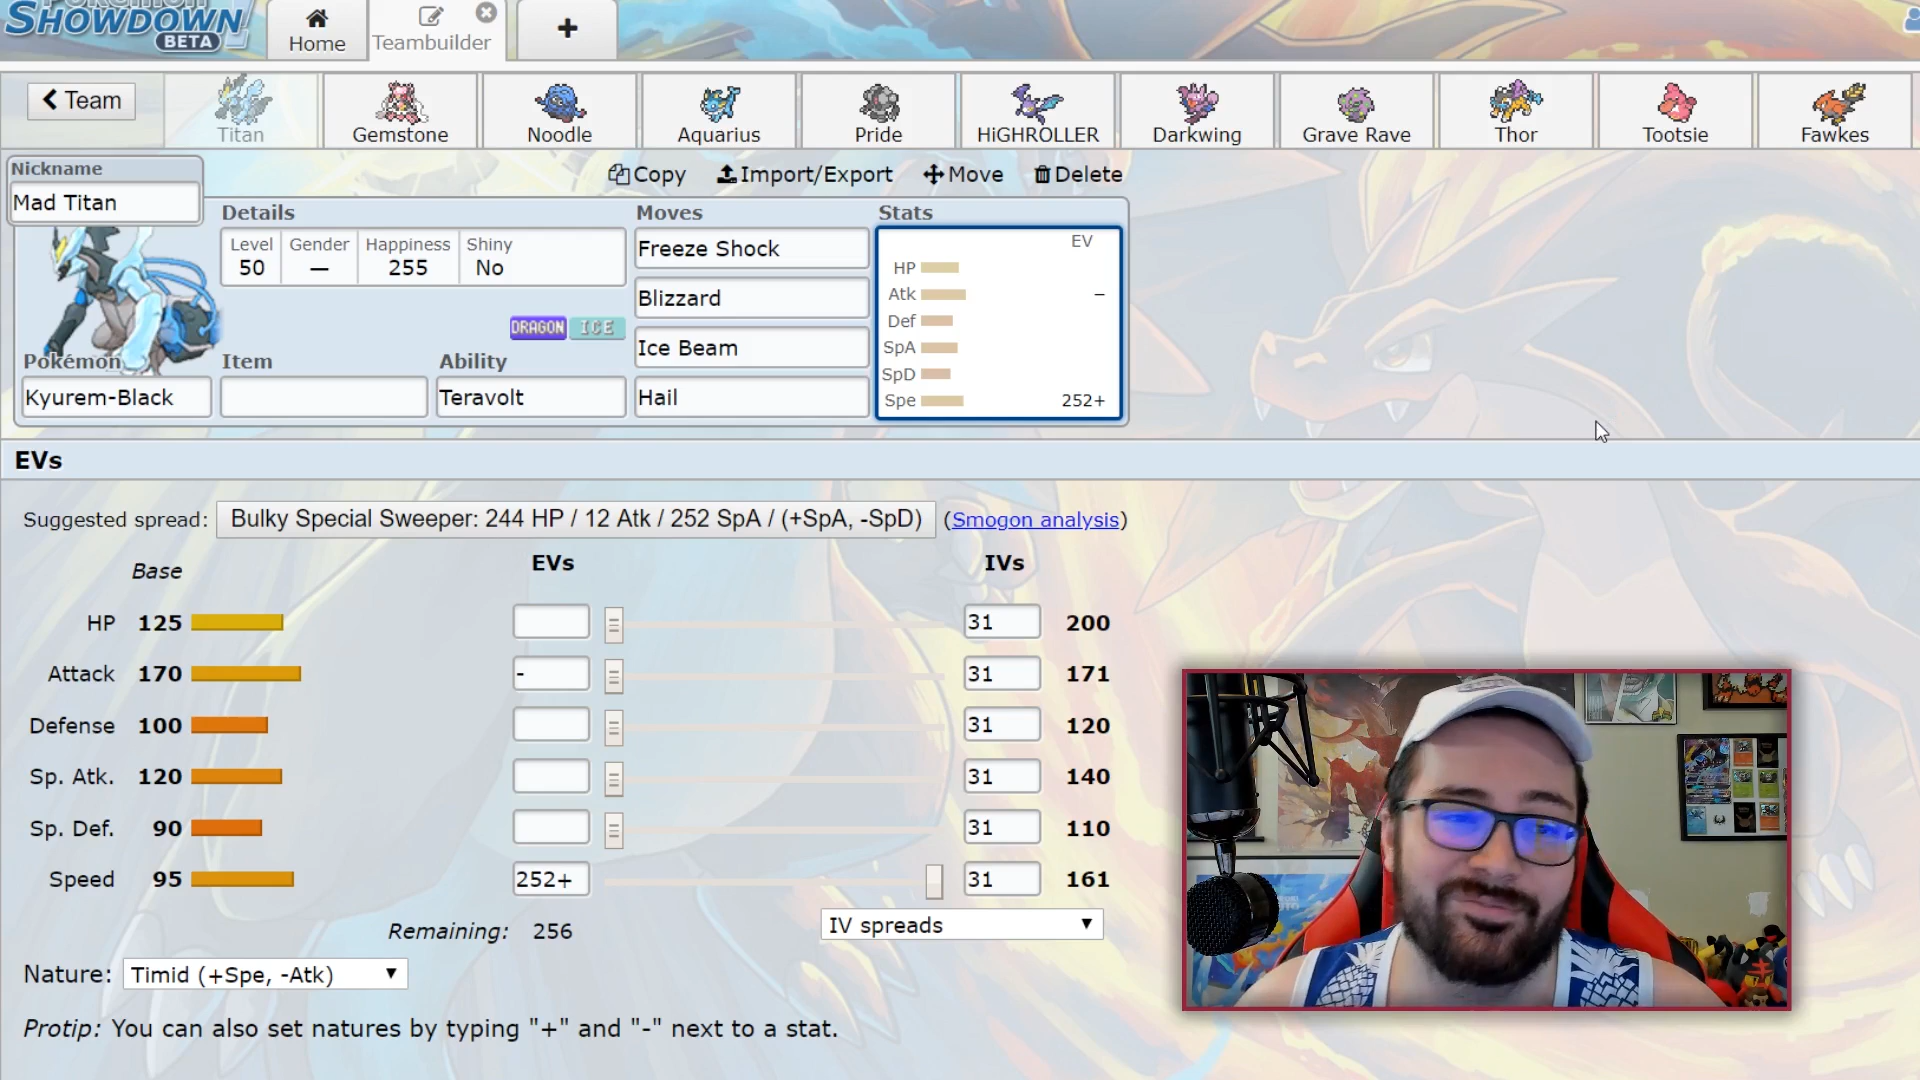 Pokémon
SHOWDOWN
BETA
Home
Teambuilder
+
Team
Titan
Gemstone
Noodle
Aquarius
Pride
HiGHROLLER
Darkwing
Grave Rave
Thor
Tootsie
Fawkes
Nickname
Mad Titan
Copy
Import/Export
Move
Delete
Details
Moves
Stats
Level
Gender
Happiness
Shiny
50
—
255
No
DRAGON
ICE
Pokémon
Item
Ability
Kyurem-Black
Teravolt
Freeze Shock
Blizzard
Ice Beam
Hail
EV
HP
Atk –
Def
SpA
SpD
Spe 252+
EVs
Suggested spread: Bulky Special Sweeper: 244 HP / 12 Atk / 252 SpA / (+SpA, -SpD) (Smogon analysis)
Base EVs IVs
HP 125 31 200
Attack 170 - 31 171
Defense 100 31 120
Sp. Atk. 120 31 140
Sp. Def. 90 31 110
Speed 95 252+ 31 161
Remaining: 256
IV spreads
Nature: Timid (+Spe, -Atk)
Protip: You can also set natures by typing "+" and "-" next to a stat.